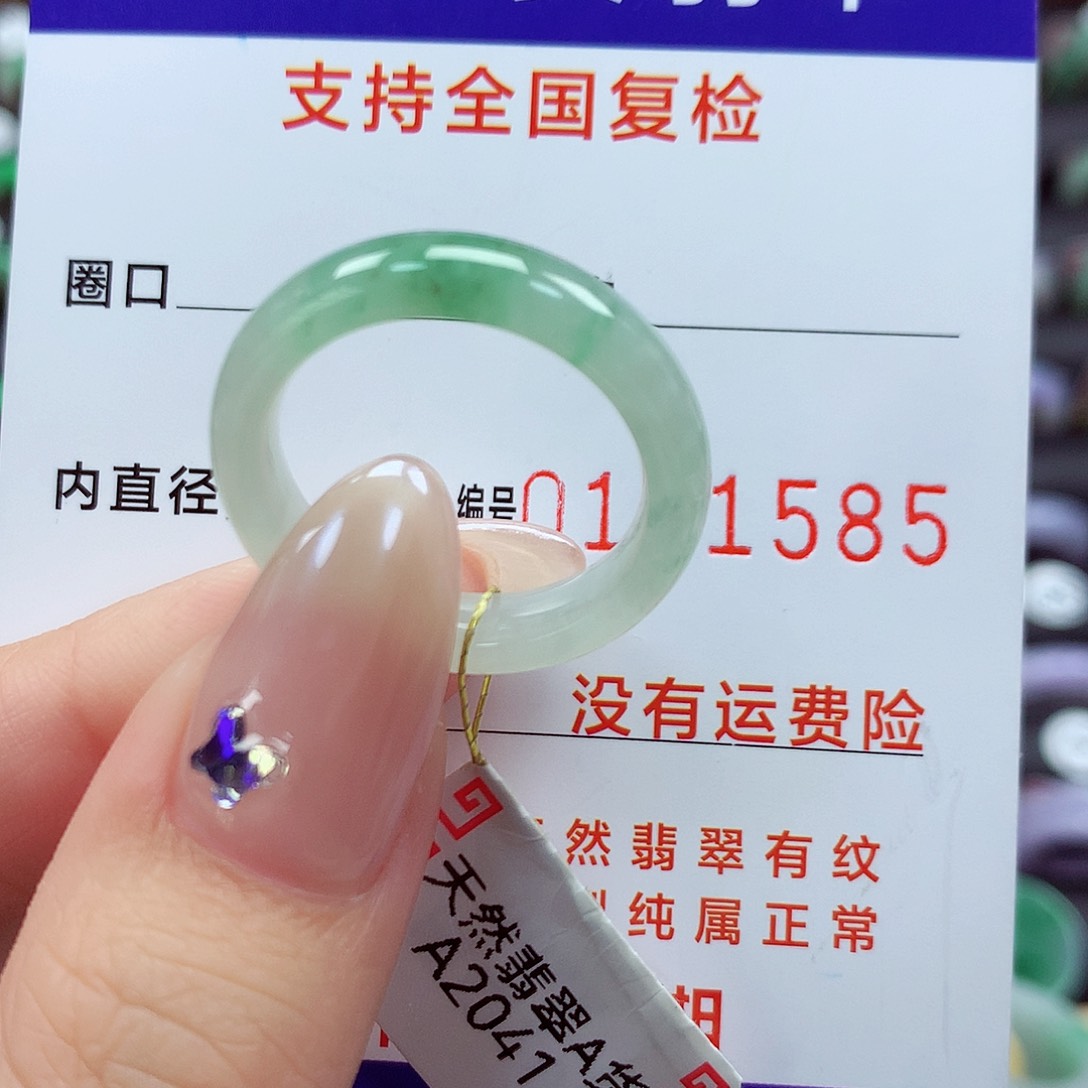 支持全国复检
圈口
内直径
编号
1585
没有运费险
然翡翠有纹
纯属正常
天然翡翠A货
A2041